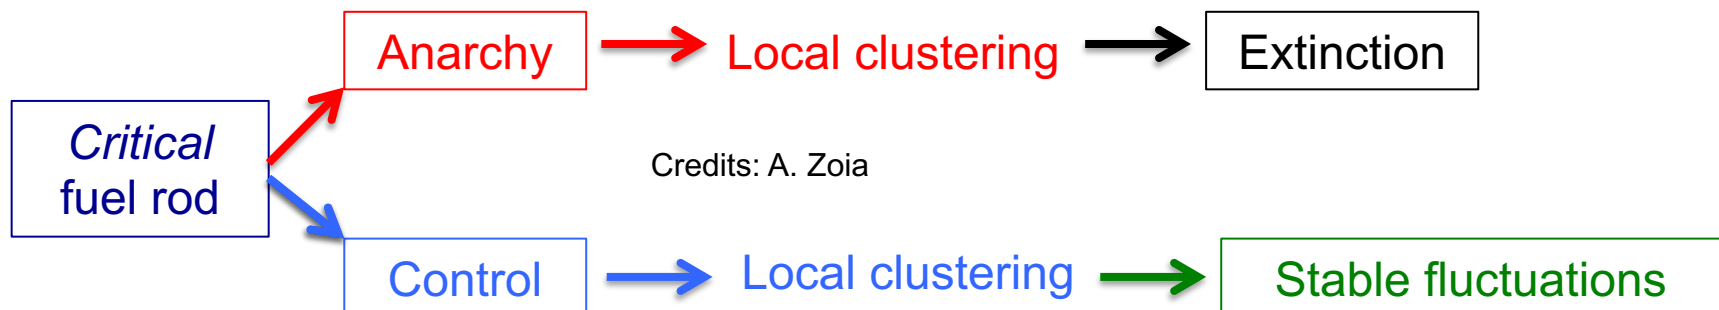 Anarchy
Local clustering
Extinction
Critical
fuel rod
Credits: A. Zoia
Control
Local clustering
Stable fluctuations